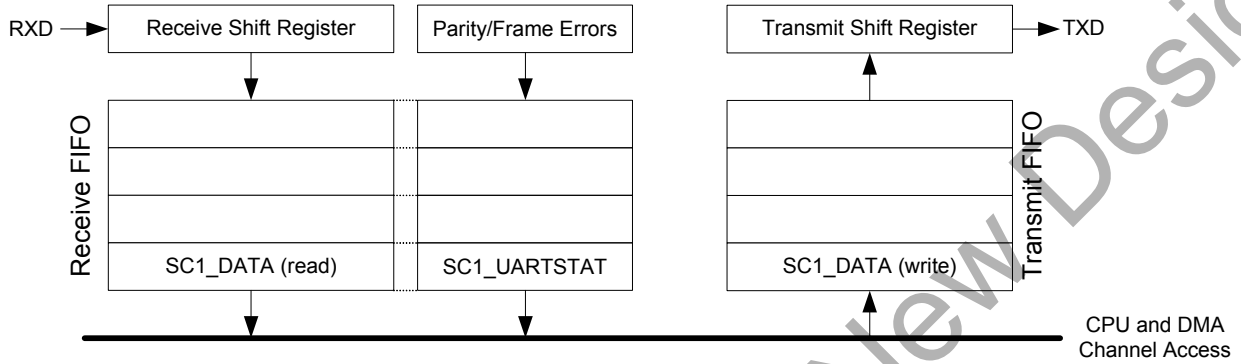 RXD
Receive Shift Register
Parity/Frame Errors
Transmit Shift Register
TXD
Receive FIFO
Transmit FIFO
SC1_DATA (read)
SC1_UARTSTAT
SC1_DATA (write)
CPU and DMA
Channel Access
New